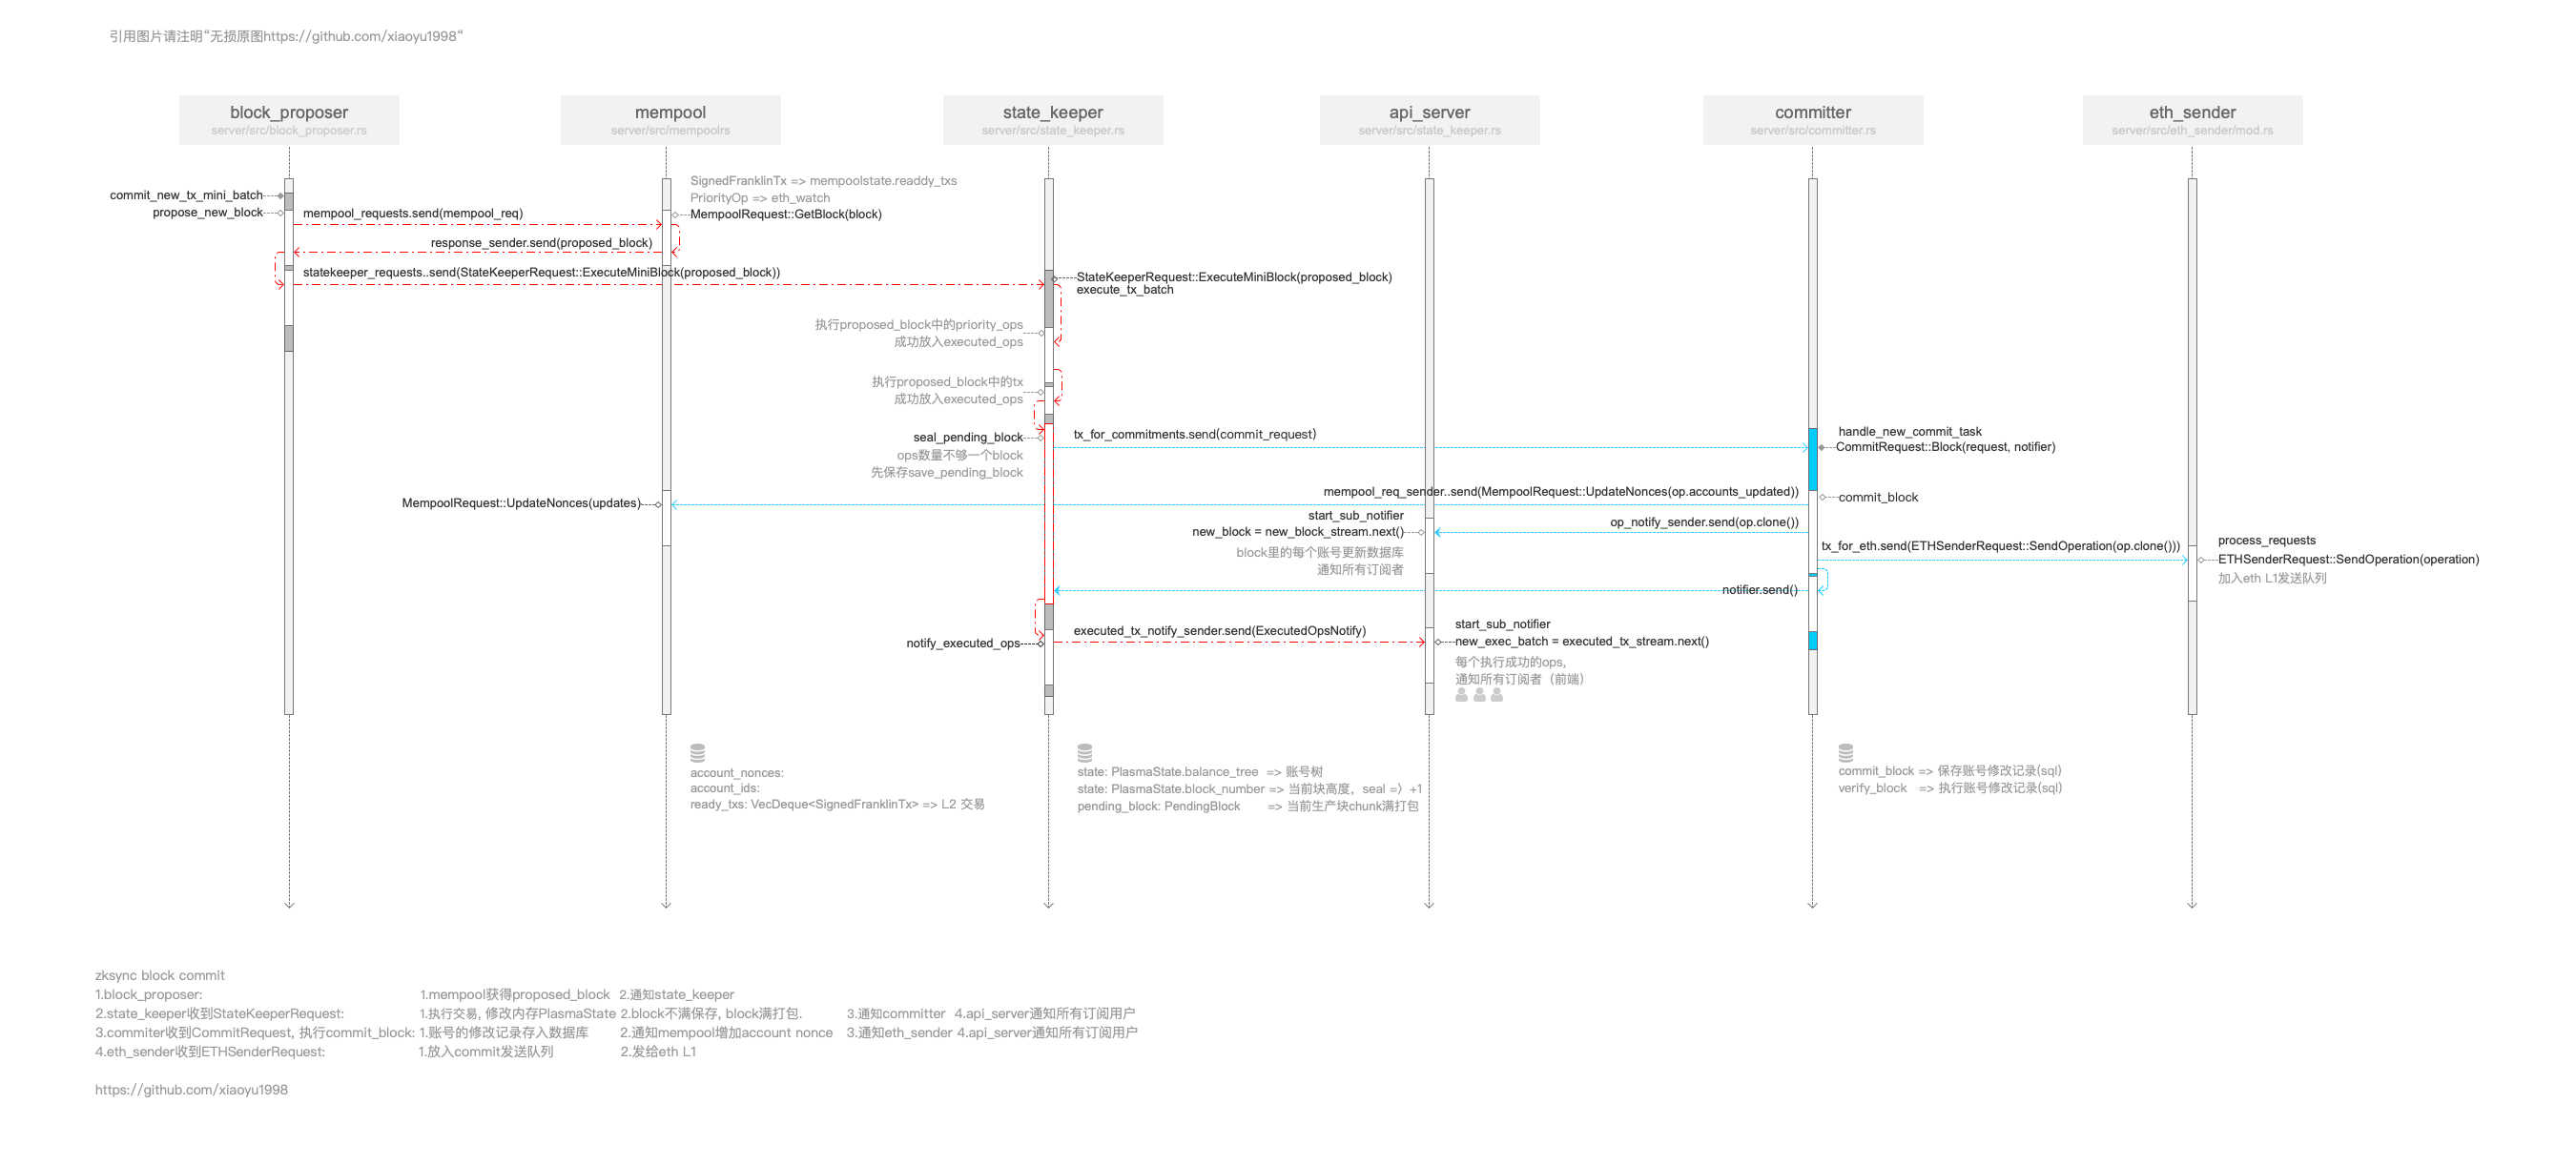 引用图片请注明“无损原图https://github.com/xiaoyu1998“
block_proposer
server/src/block_proposer.rs
mempool
server/src/mempoolrs
state_keeper
server/src/state_keeper.rs
api_server
server/src/state_keeper.rs
committer
server/src/committer.rs
eth_sender
server/src/eth_sender/mod.rs
commit_new_tx_mini_batch
propose_new_block
mempool_requests.send(mempool_req)
SignedFranklinTx => mempoolstate.readdy_txs
PriorityOp => eth_watch
MempoolRequest::GetBlock(block)
response_sender.send(proposed_block)
statekeeper_requests..send(StateKeeperRequest::ExecuteMiniBlock(proposed_block))
StateKeeperRequest::ExecuteMiniBlock(proposed_block)
execute_tx_batch
执行proposed_block中的priority_ops
成功放入executed_ops
执行proposed_block中的tx
成功放入executed_ops
seal_pending_block
ops数量不够一个block
先保存save_pending_block
tx_for_commitments.send(commit_request)
handle_new_commit_task
CommitRequest::Block(request, notifier)
MempoolRequest::UpdateNonces(updates)
mempool_req_sender..send(MempoolRequest::UpdateNonces(op.accounts_updated))
commit_block
start_sub_notifier
new_block = new_block_stream.next()
block里的每个账号更新数据库
通知所有订阅者
op_notify_sender.send(op.clone())
tx_for_eth.send(ETHSenderRequest::SendOperation(op.clone()))
process_requests
ETHSenderRequest::SendOperation(operation)
加入eth L1发送队列
notifier.send()
notify_executed_ops
executed_tx_notify_sender.send(ExecutedOpsNotify)
start_sub_notifier
new_exec_batch = executed_tx_stream.next()
每个执行成功的ops,
通知所有订阅者（前端）
account_nonces:
account_ids:
ready_txs: VecDeque<SignedFranklinTx> => L2 交易
state: PlasmaState.balance_tree => 账号树
state: PlasmaState.block_number => 当前块高度，seal =）+1
pending_block: PendingBlock => 当前生产块chunk满打包
commit_block => 保存账号修改记录(sql)
verify_block => 执行账号修改记录(sql)
zksync block commit
1.block_proposer: 1.mempool获得proposed_block 2.通知state_keeper
2.state_keeper收到StateKeeperRequest: 1.执行交易, 修改内存PlasmaState 2.block不满保存, block满打包. 3.通知committer 4.api_server通知所有订阅用户
3.commiter收到CommitRequest, 执行commit_block: 1.账号的修改记录存入数据库 2.通知mempool增加account nonce 3.通知eth_sender 4.api_server通知所有订阅用户
4.eth_sender收到ETHSenderRequest: 1.放入commit发送队列 2.发给eth L1
https://github.com/xiaoyu1998